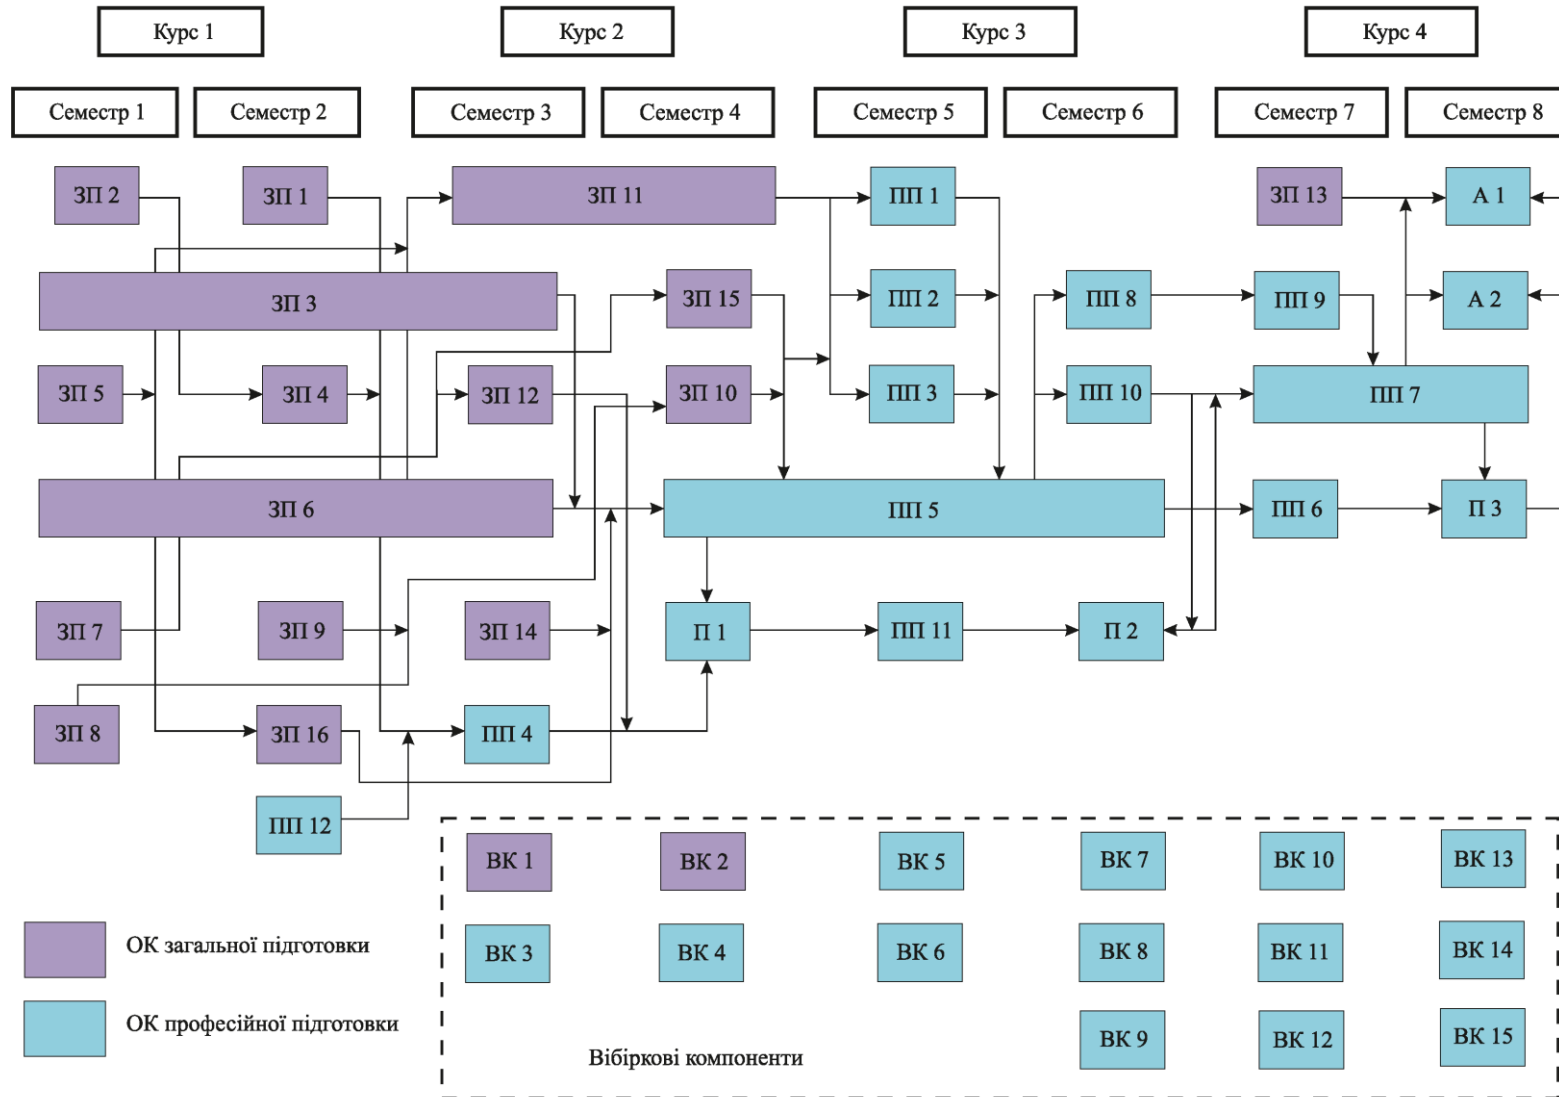 Курс 1
Курс 2
Курс 3
Курс 4
Семестр 1
Семестр 2
Семестр 3
Семестр 4
Семестр 5
Семестр 6
Семестр 7
Семестр 8
ЗП 2
ЗП 1
ЗП 11
ПП 1
ЗП 13
А 1
ЗП 3
ЗП 15
ПП 2
ПП 8
ПП 9
А 2
ЗП 5
ЗП 4
ЗП 12
ЗП 10
ПП 3
ПП 10
ПП 7
ЗП 6
ПП 5
ПП 6
П 3
ЗП 7
ЗП 9
ЗП 14
П 1
ПП 11
П 2
ЗП 8
ЗП 16
ПП 4
ПП 12
ВК 1
ВК 2
ВК 5
ВК 7
ВК 10
ВК 13
ОК загальної підготовки
ВК 3
ВК 4
ВК 6
ВК 8
ВК 11
ВК 14
ОК професійної підготовки
Вібіркові компоненти
ВК 9
ВК 12
ВК 15